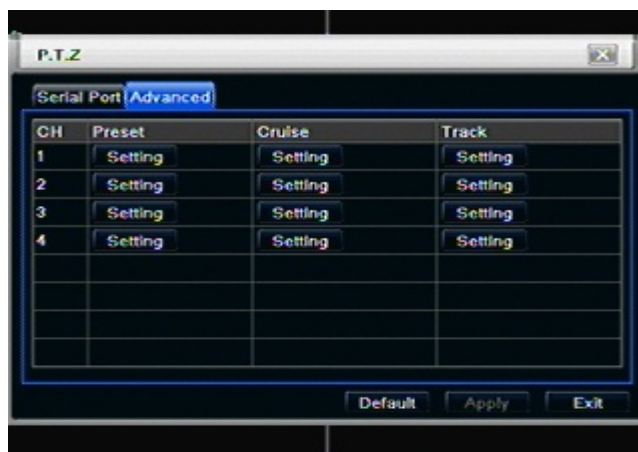 P.T.Z
Serial Port Advanced
CH Preset Cruise Track
1 Setting Setting Setting
2 Setting Setting Setting
3 Setting Setting Setting
4 Setting Setting Setting
Default Apply Exit